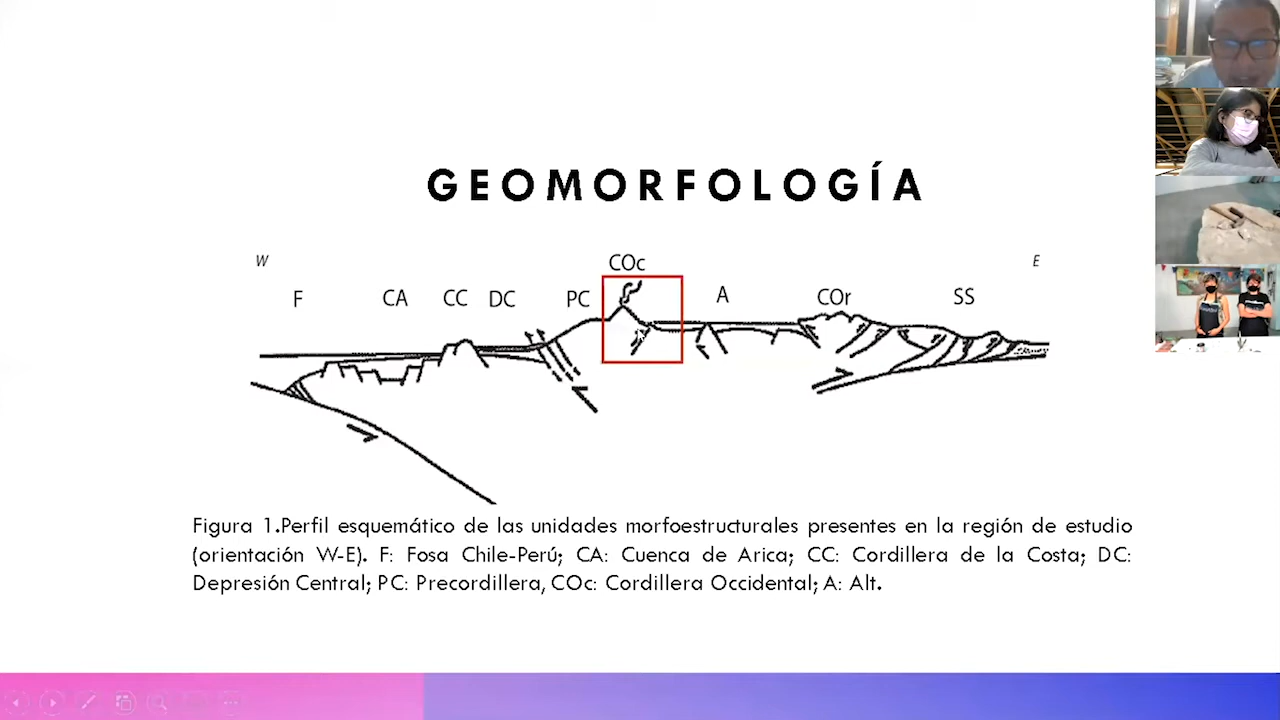 GEOMORFOLOGÍA
W
E
COc
F
CA
CC
DC
PC
A
COr
SS
Figura 1.Perfil esquemático de las unidades morfoestructurales presentes en la región de estudio
(orientación W-E). F: Fosa Chile-Perú; CA: Cuenca de Arica; CC: Cordillera de la Costa; DC:
Depresión Central; PC: Precordillera, COc: Cordillera Occidental; A: Alt.